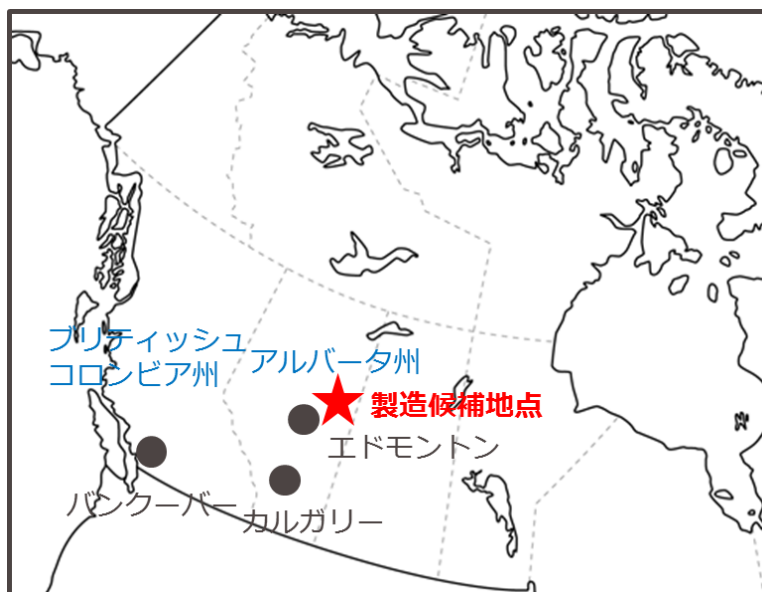 ブリティッシュ
コロンビア州
アルバータ州
製造候補地点
エドモントン
バンクーバー
カルガリー